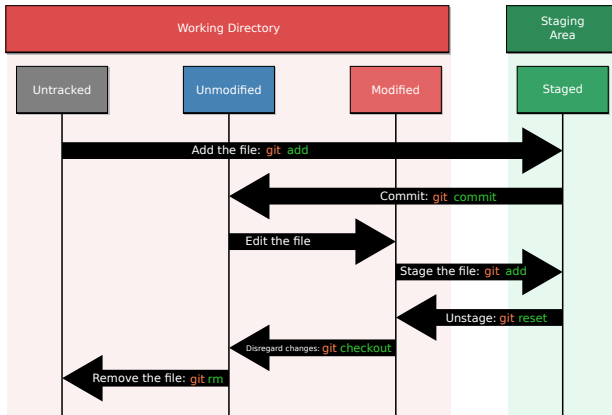 Working Directory
Staging
Area
Untracked
Unmodified
Modified
Staged
Add the file: git add
Commit: git commit
Edit the file
Stage the file: git add
Unstage: git reset
Disregard changes: git checkout
Remove the file: git rm